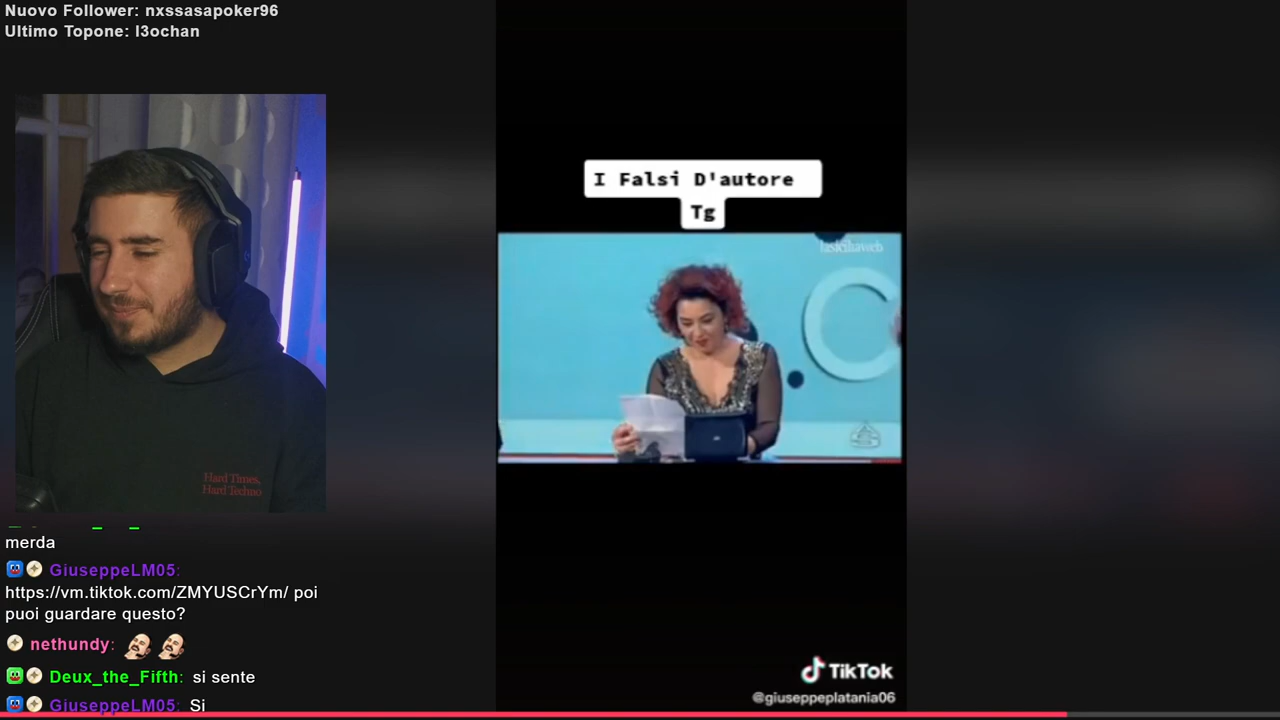 Nuovo Follower: nxssasapoker96
Ultimo Topone: l3ochan
I Falsi D'autore
Tg
lasiciliaweb
C
Hard Times,
Hard Techno
merda
GiuseppeLM05:
https://vm.tiktok.com/ZMYUSCrYm/ poi
puoi guardare questo?
nethundy:
Deux_the_Fifth: si sente
GiuseppeLM05: Si
TikTok
@giuseppeplatania06